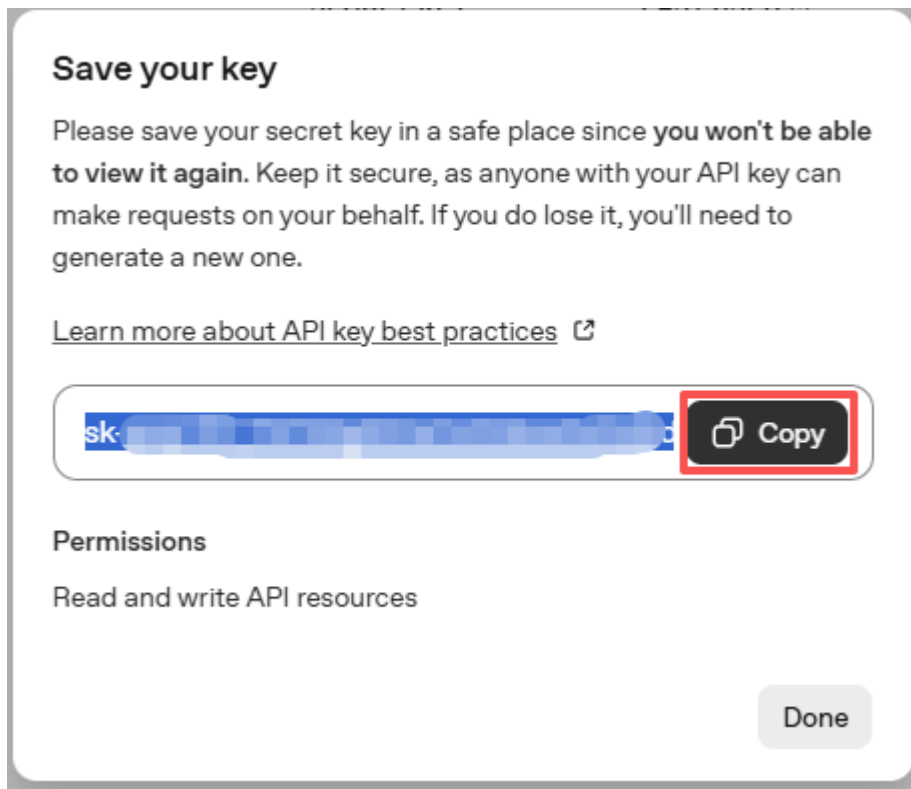 Save your key
Please save your secret key in a safe place since you won't be able
to view it again. Keep it secure, as anyone with your API key can
make requests on your behalf. If you do lose it, you'll need to
generate a new one.
Learn more about API key best practices
sk-
Copy
Permissions
Read and write API resources
Done